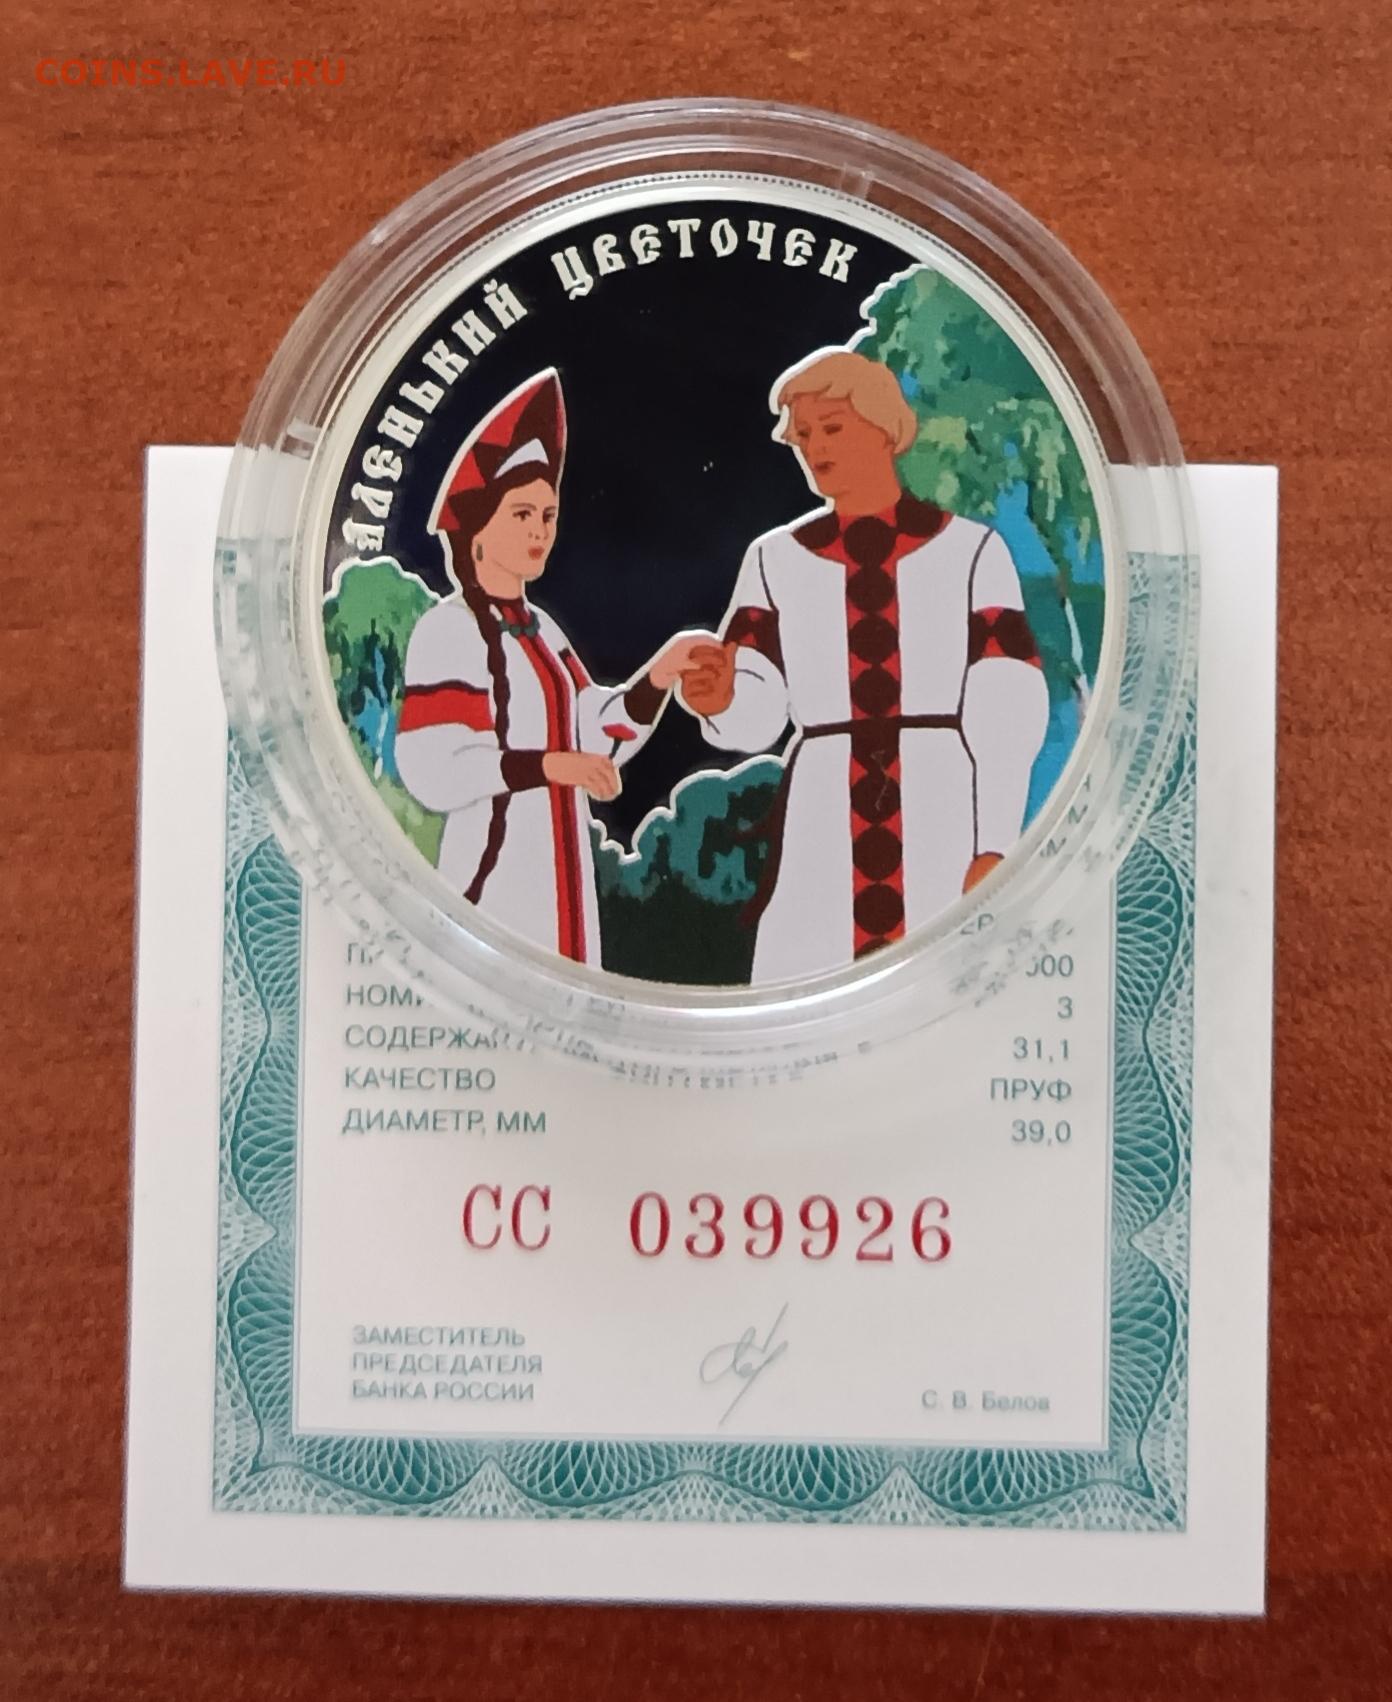 COINS.LAVE.RU
АЛЕНЬКИЙ ЦВЕТОЧЕК
3
СОДЕРЖА
31,1
КАЧЕСТВО ПРУФ
ДИАМЕТР, ММ 39,0
СС 039926
ЗАМЕСТИТЕЛЬ
ПРЕДСЕДАТЕЛЯ
БАНКА РОССИИ
С. В. Белов